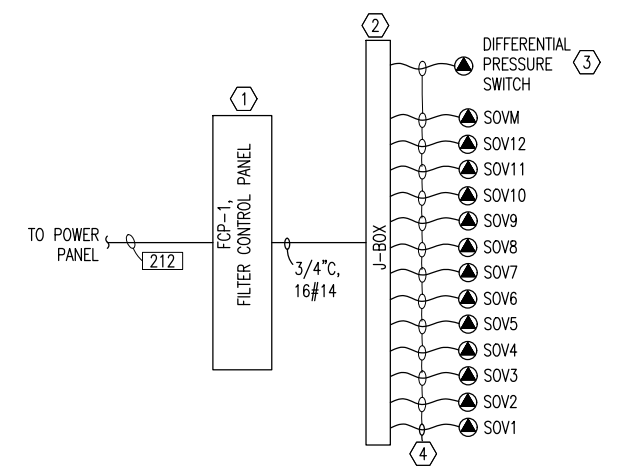 2
DIFFERENTIAL
PRESSURE
SWITCH
3
1
SOVM
SOV12
SOV11
SOV10
SOV9
SOV8
SOV7
SOV6
SOV5
SOV4
SOV3
SOV2
SOV1
FCP-1,
FILTER CONTROL PANEL
J-BOX
TO POWER
PANEL
212
3/4"C,
16#14
4